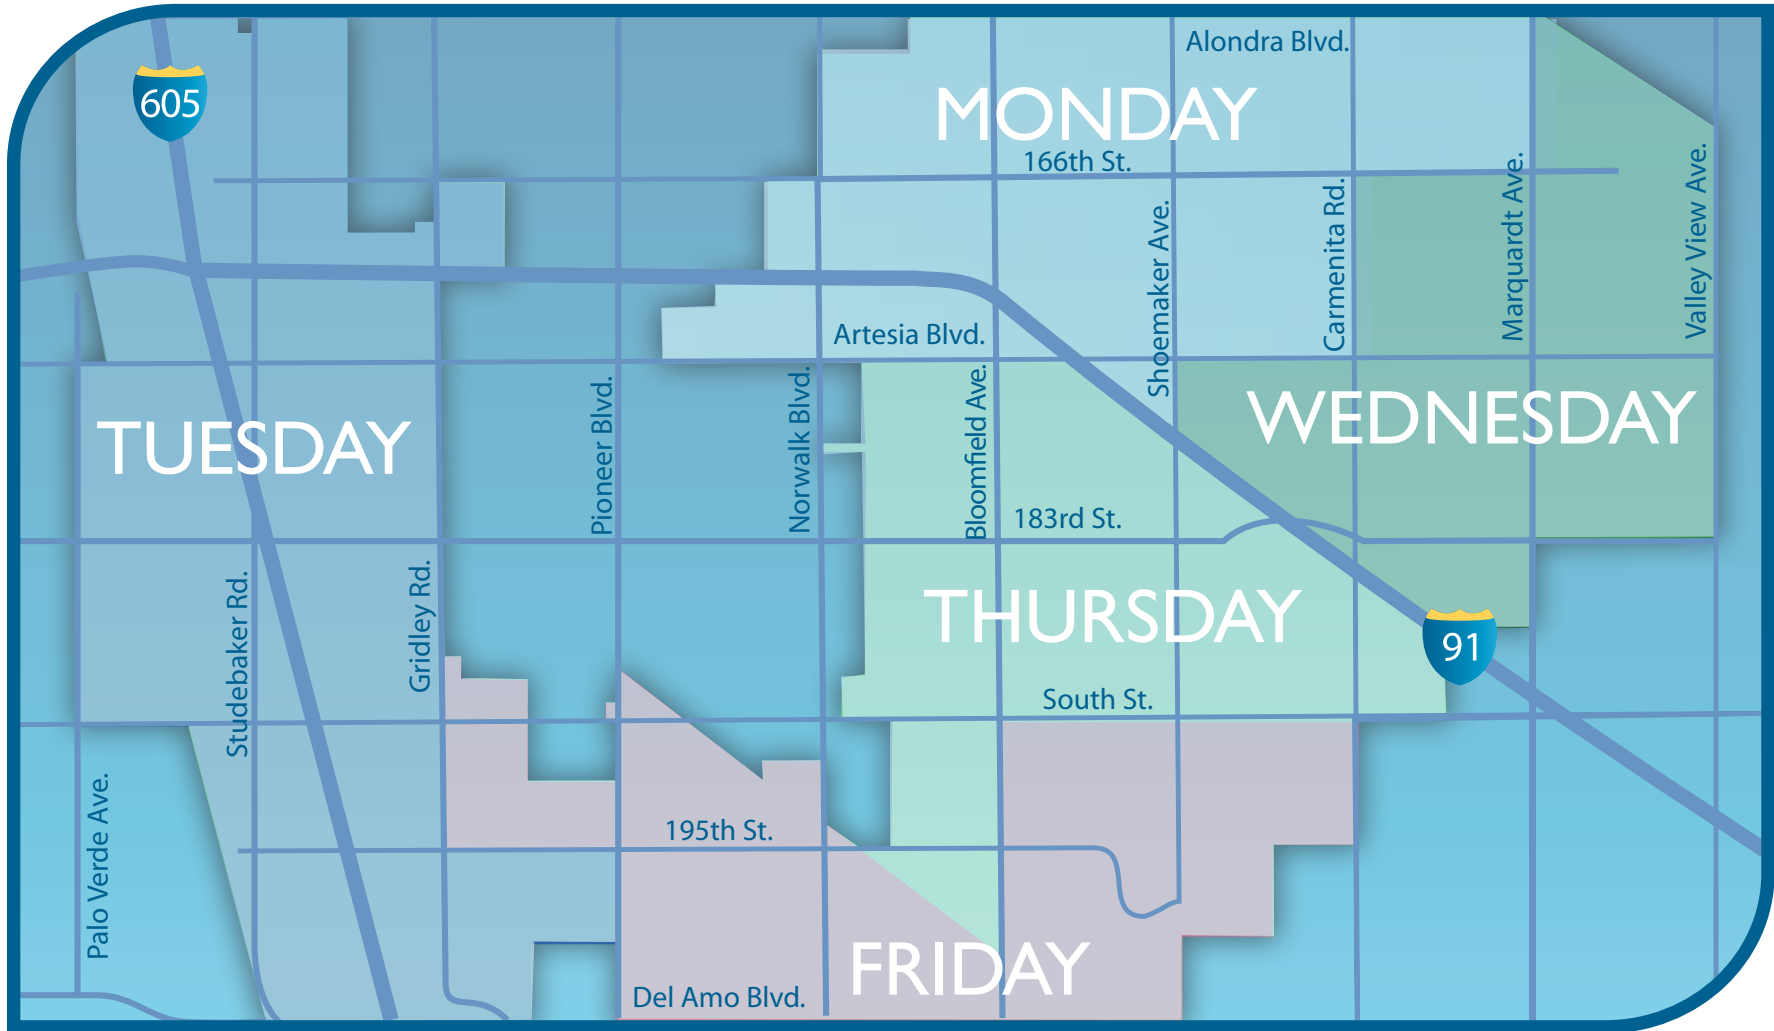 Alondra Blvd.
605
MONDAY
166th St.
Marquardt Ave.
Valley View Ave.
Carmenita Rd.
Shoemaker Ave.
Artesia Blvd.
Bloomfield Ave.
Norwalk Blvd.
Pioneer Blvd.
WEDNESDAY
TUESDAY
183rd St.
Gridley Rd.
Studebaker Rd.
THURSDAY
91
South St.
Palo Verde Ave.
195th St.
FRIDAY
Del Amo Blvd.